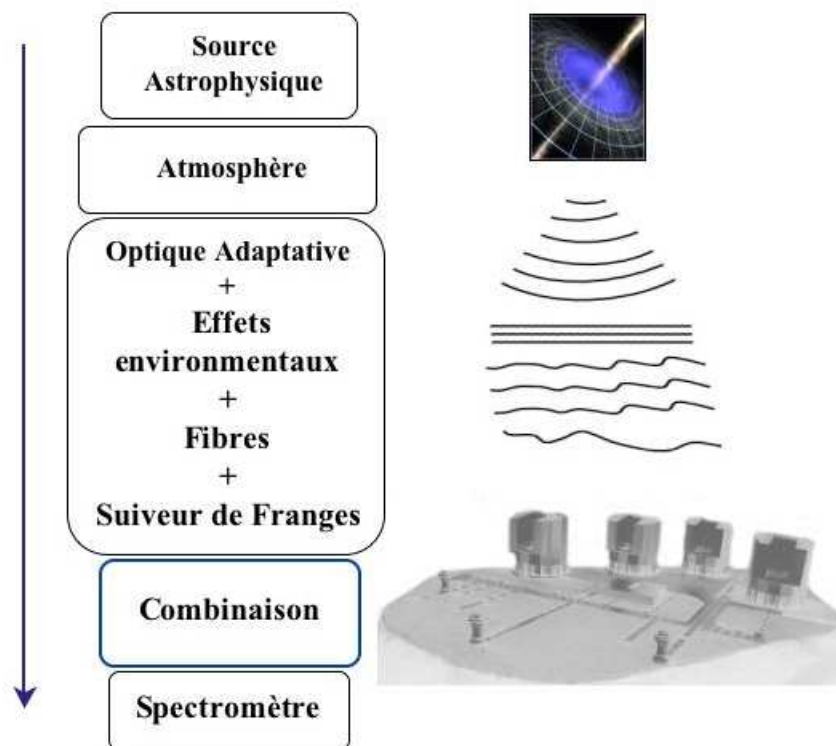 Source
Astrophysique
Atmosphère
Optique Adaptative
+
Effets
environmentaux
+
Fibres
+
Suiveur de Franges
Combinaison
Spectromètre